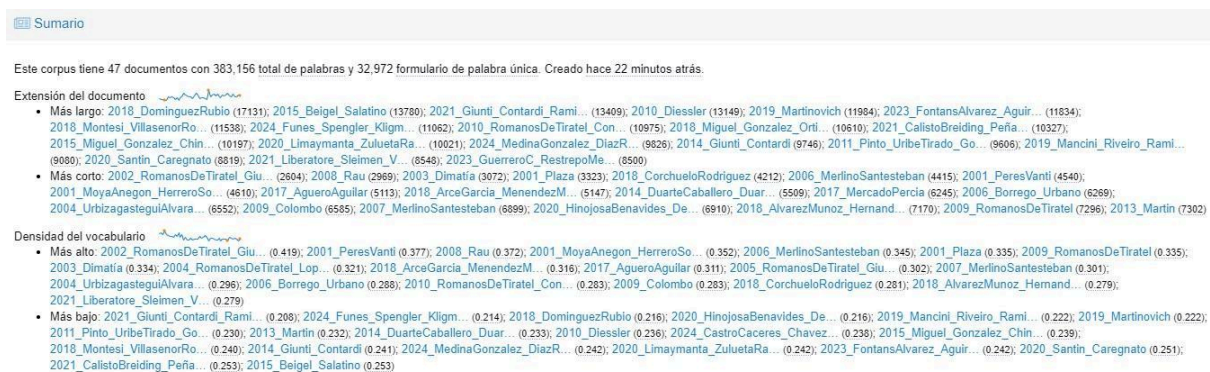 Sumario
Este corpus tiene 47 documentos con 383,156 total de palabras y 32,972 formulario de palabra única. Creado hace 22 minutos atrás.
Extensión del documento
• Más largo: 2018_DominguezRubio (17131); 2015_Beigel_Salatino (13780); 2021_Giunti_Contardi_Rami… (13409); 2010_Diessler (13149); 2019_Martinovich (11984); 2023_FontansAlvarez_Aguir… (11834);
2018_Montesi_VillasenorRo… (11538); 2024_Funes_Spengler_Kligm… (11062); 2010_RomanosDeTiratel_Con… (10975); 2018_Miguel_Gonzalez_Orti… (10610); 2021_CalistoBreiding_Peña… (10327);
2015_Miguel_Gonzalez_Chin… (10197); 2020_Limaymanta_ZuluetaRa… (10021); 2024_MedinaGonzalez_DiazR… (9826); 2014_Giunti_Contardi (9746); 2011_Pinto_UribeTirado_Go… (9606); 2019_Mancini_Riveiro_Rami…
(9080); 2020_Santin_Caregnato (8819); 2021_Liberatore_Sleimen_V… (8548); 2023_GuerreroC_RestrepoMe… (8500)
• Más corto: 2002_RomanosDeTiratel_Giu… (2604); 2008_Rau (2969); 2003_Dimatía (3072); 2001_Plaza (3323); 2018_CorchueloRodriguez (4212); 2006_MerlinoSantesteban (4415); 2001_PeresVanti (4540);
2001_MoyaAnegon_HerreroSo… (4610); 2017_AgueroAguilar (5113); 2018_ArceGarcia_MenendezM… (5147); 2014_DuarteCaballero_Duar… (5509); 2017_MercadoPercia (6245); 2006_Borrego_Urbano (6269);
2004_UrbizagasteguiAlvara… (6552); 2009_Colombo (6585); 2007_MerlinoSantesteban (6899); 2020_HinojosaBenavides_De… (6910); 2018_AlvarezMunoz_Hernand… (7170); 2009_RomanosDeTiratel (7296); 2013_Martin (7302)
Densidad del vocabulario
• Más alto: 2002_RomanosDeTiratel_Giu… (0.419); 2001_PeresVanti (0.377); 2008_Rau (0.372); 2001_MoyaAnegon_HerreroSo… (0.352); 2006_MerlinoSantesteban (0.345); 2001_Plaza (0.335); 2009_RomanosDeTiratel (0.335);
2003_Dimatía (0.334); 2004_RomanosDeTiratel_Lop… (0.321); 2018_ArceGarcia_MenendezM… (0.316); 2017_AgueroAguilar (0.311); 2005_RomanosDeTiratel_Giu… (0.302); 2007_MerlinoSantesteban (0.301);
2004_UrbizagasteguiAlvara… (0.296); 2006_Borrego_Urbano (0.288); 2010_RomanosDeTiratel_Con… (0.283); 2009_Colombo (0.283); 2018_CorchueloRodriguez (0.281); 2018_AlvarezMunoz_Hernand… (0.279);
2021_Liberatore_Sleimen_V… (0.279)
• Más bajo: 2021_Giunti_Contardi_Rami… (0.208); 2024_Funes_Spengler_Kligm… (0.214); 2018_DominguezRubio (0.216); 2020_HinojosaBenavides_De… (0.216); 2019_Mancini_Riveiro_Rami… (0.222); 2019_Martinovich (0.222);
2011_Pinto_UribeTirado_Go… (0.230); 2013_Martin (0.232); 2014_DuarteCaballero_Duar… (0.233); 2010_Diessler (0.236); 2024_CastroCaceres_Chavez… (0.238); 2015_Miguel_Gonzalez_Chin… (0.239);
2018_Montesi_VillasenorRo… (0.240); 2014_Giunti_Contardi (0.241); 2024_MedinaGonzalez_DiazR… (0.242); 2020_Limaymanta_ZuluetaRa… (0.242); 2023_FontansAlvarez_Aguir… (0.242); 2020_Santin_Caregnato (0.251);
2021_CalistoBreiding_Peña… (0.253); 2015_Beigel_Salatino (0.253)